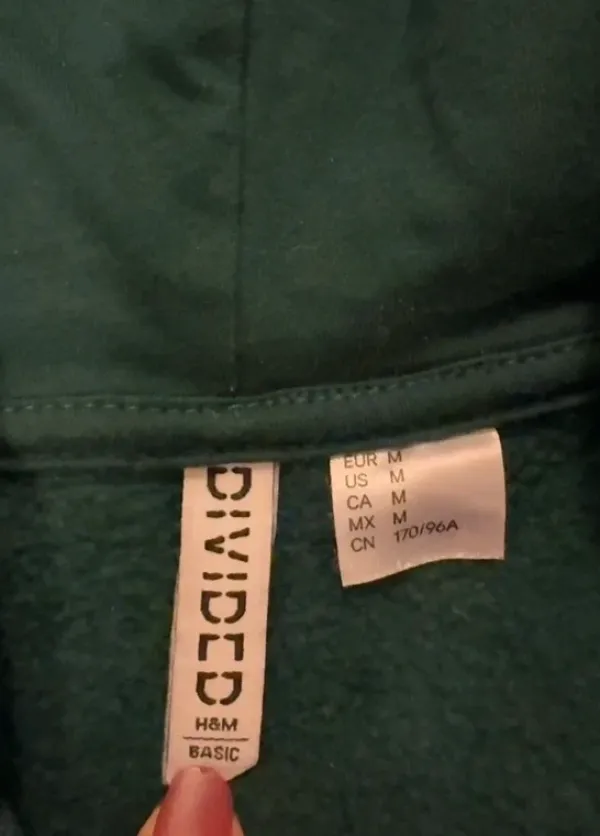 DIVIDED
H&M
BASIC
EUR M
US M
CA M
MX M
CN 170/96A